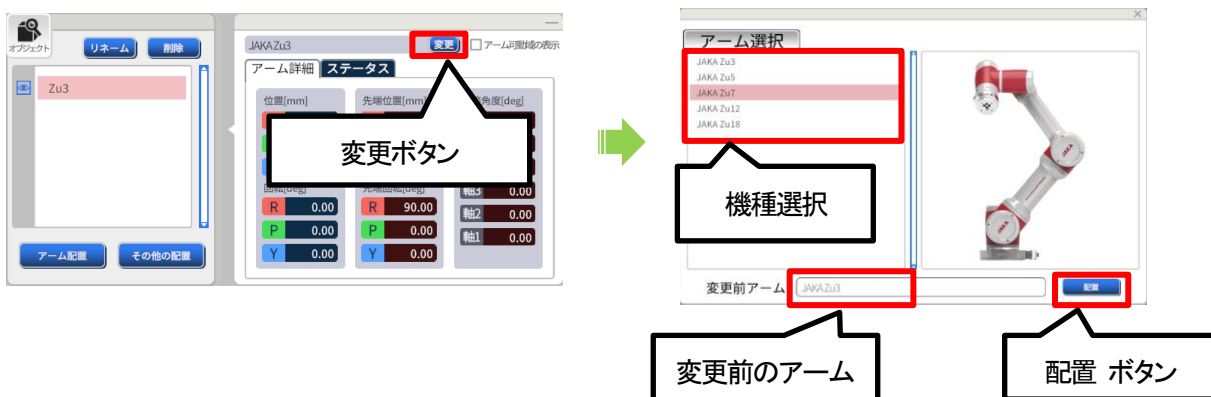 オブジェクト
リネーム
削除
Zu3
アーム配置
その他の配置
JAKA Zu3
変更
アーム可動域の表示
アーム詳細
ステータス
位置[mm]
先端位置[mm]
角度[deg]
変更ボタン
回転[deg]
先端回転[deg]
R 0.00
P 0.00
Y 0.00
R 90.00
P 0.00
Y 0.00
軸3 0.00
軸2 0.00
軸1 0.00
アーム選択
JAKA Zu3
JAKA Zu5
JAKA Zu7
JAKA Zu12
JAKA Zu18
機種選択
JAKA
JAKA
変更前アーム
JAKA Zu3
配置
変更前のアーム
配置 ボタン